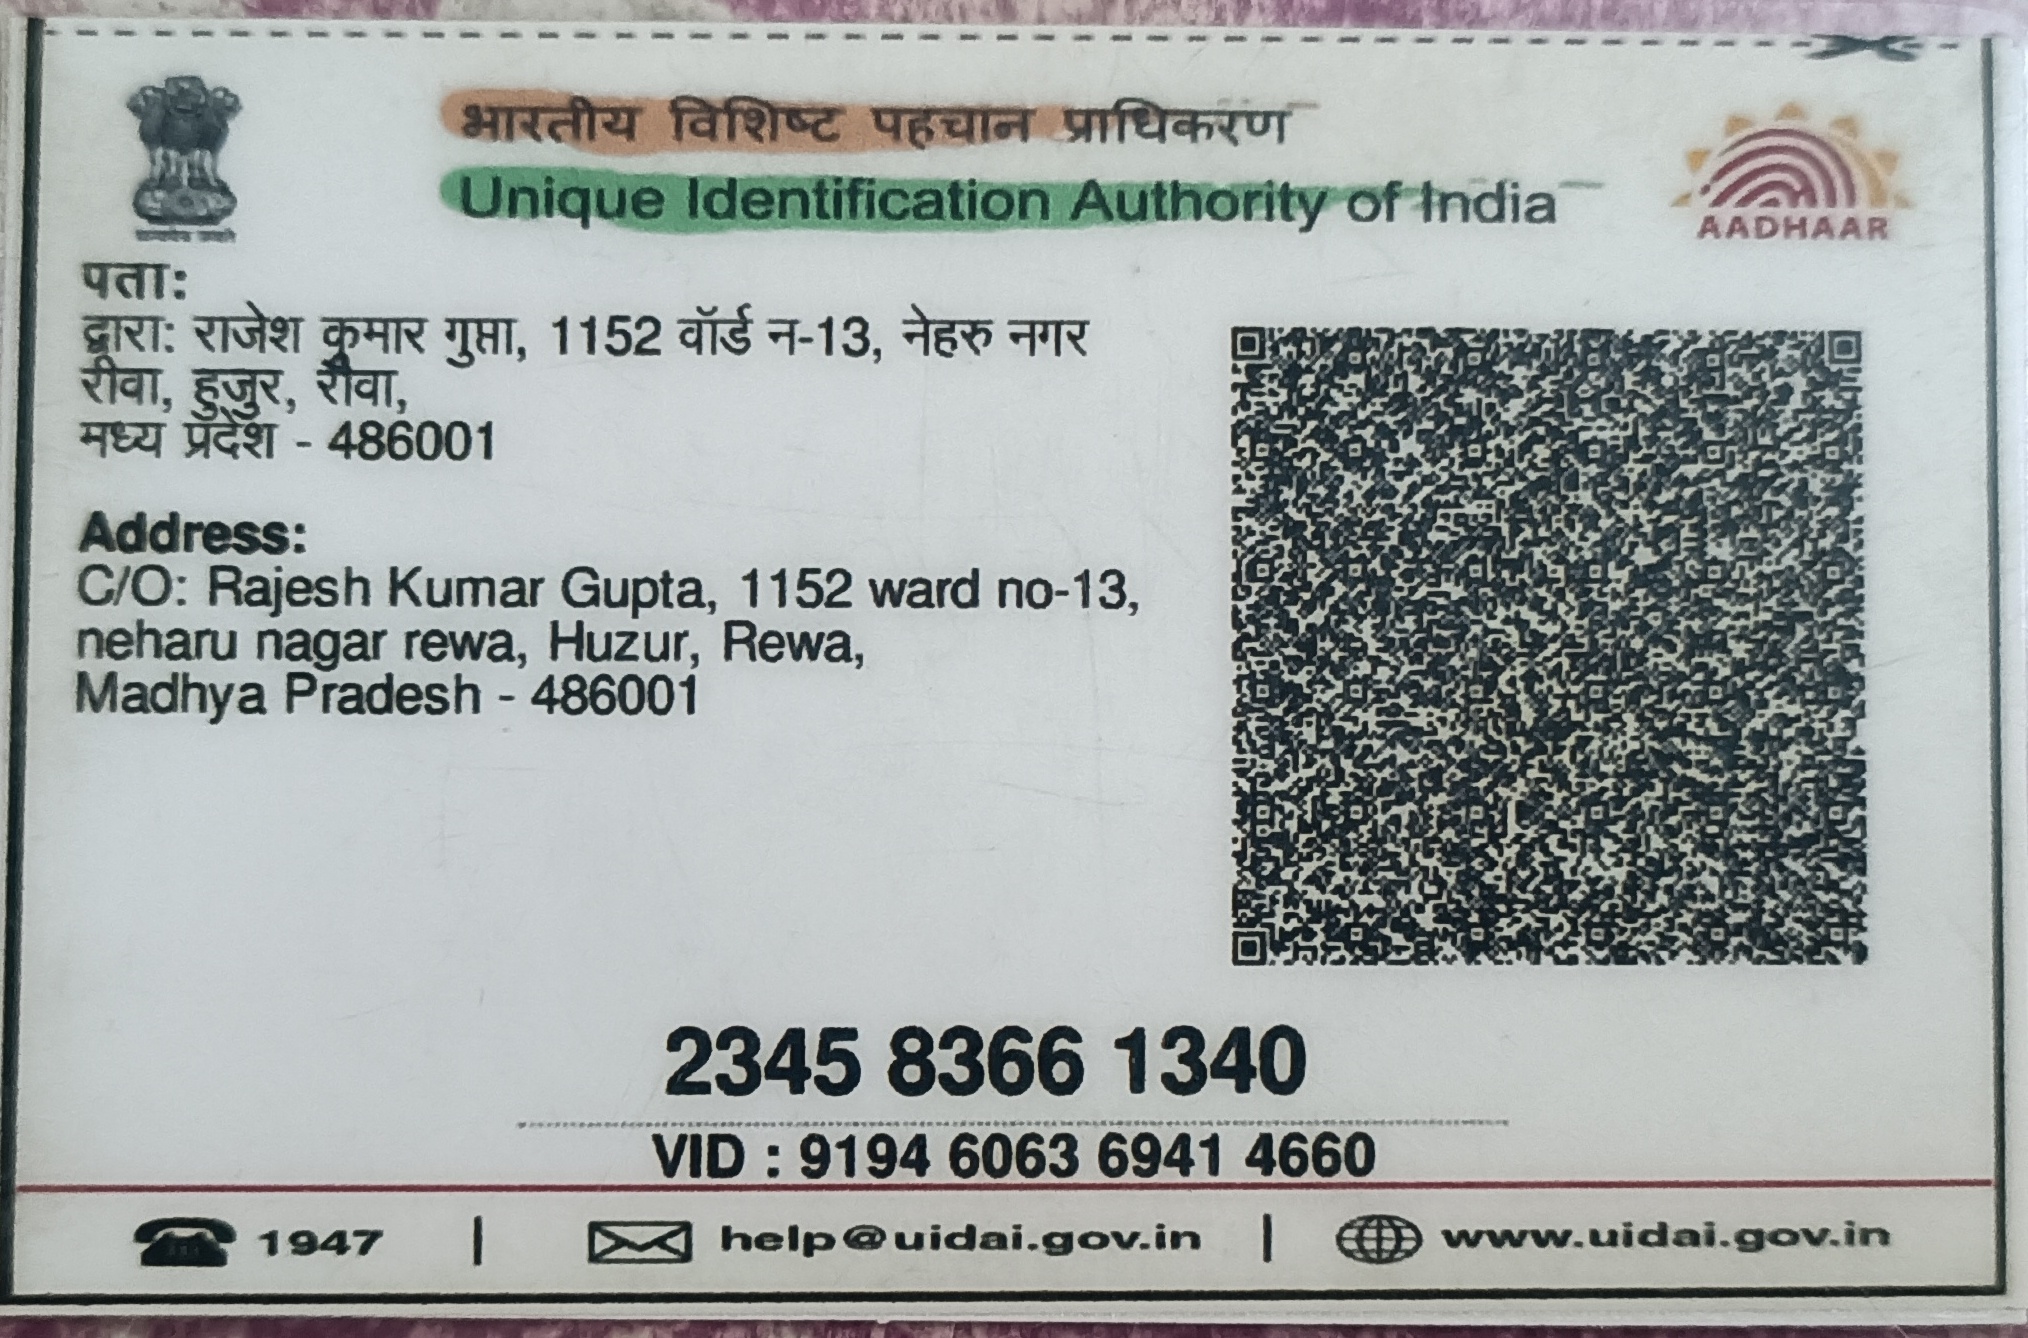 भारतीय विशिष्ट पहचान प्राधिकरण
Unique Identification Authority of India
AADHAAR
पता:
द्वारा: राजेश कुमार गुप्ता, 1152 वॉर्ड न-13, नेहरु नगर
रीवा, हुजुर, रीवा,
मध्य प्रदेश - 486001
Address:
C/O: Rajesh Kumar Gupta, 1152 ward no-13,
neharu nagar rewa, Huzur, Rewa,
Madhya Pradesh - 486001
2345 8366 1340
VID : 9194 6063 6941 4660
1947 | help@uidai.gov.in | www.uidai.gov.in